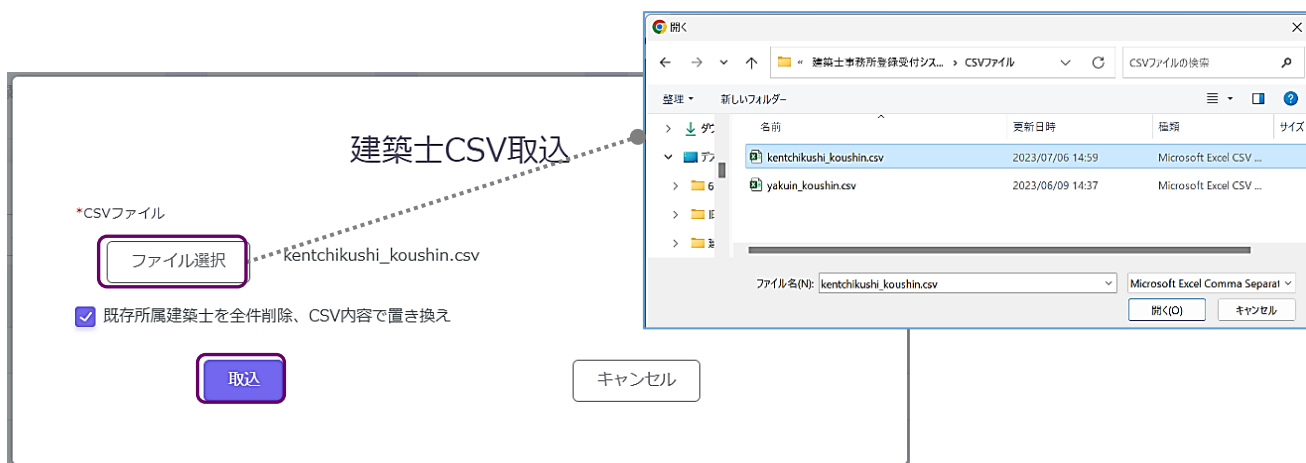 建築士CSV取込
*CSVファイル
ファイル選択
kentchikushi_koushin.csv
既存所属建築士を全件削除、CSV内容で置き換え
取込
キャンセル
開く
« 建築士事務所登録受付シス... › CSVファイル
CSVファイルの検索
整理
新しいフォルダー
名前
更新日時
種類
サイズ
kentchikushi_koushin.csv
2023/07/06 14:59
Microsoft Excel CSV ...
yakuin_koushin.csv
2023/06/09 14:37
Microsoft Excel CSV ...
6
ファイル名(N):
kentchikushi_koushin.csv
Microsoft Excel Comma Separat
開く(O)
キャンセル